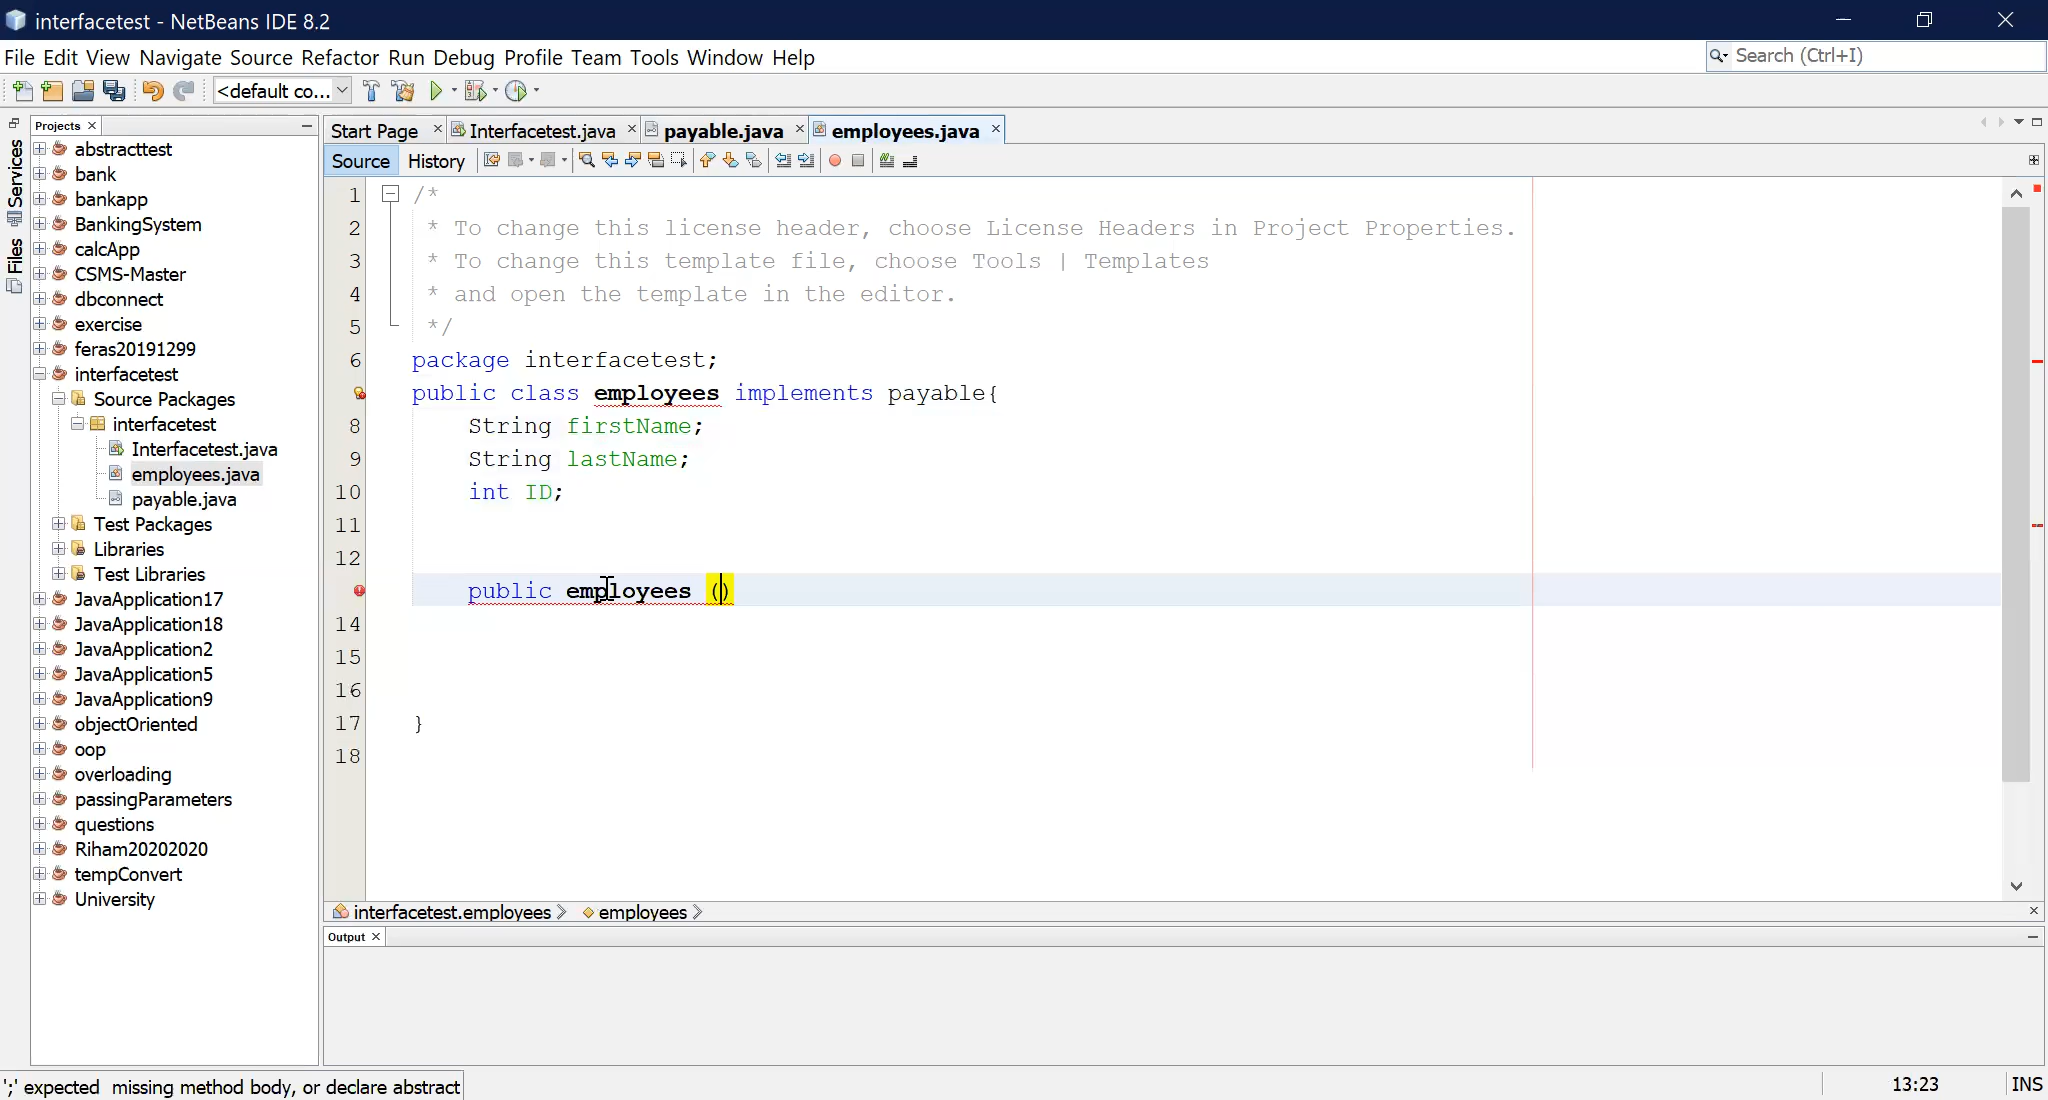 interfacetest - NetBeans IDE 8.2
File Edit View Navigate Source Refactor Run Debug Profile Team Tools Window Help
Search (Ctrl+I)
<default co...
Services
Files
Projects
abstracttest
bank
bankapp
BankingSystem
calcApp
CSMS-Master
dbconnect
exercise
feras20191299
interfacetest
Source Packages
interfacetest
Interfacetest.java
employees.java
payable.java
Test Packages
Libraries
Test Libraries
JavaApplication17
JavaApplication18
JavaApplication2
JavaApplication5
JavaApplication9
objectOriented
oop
overloading
passingParameters
questions
Riham20202020
tempConvert
University
Start Page Interfacetest.java payable.java employees.java
Source History
1 /*
2 * To change this license header, choose License Headers in Project Properties.
3 * To change this template file, choose Tools | Templates
4 * and open the template in the editor.
5 */
6 package interfacetest;
public class employees implements payable{
8 String firstName;
9 String lastName;
10 int ID;
11
12
public employees ()
14
15
16
17 }
18
interfacetest.employees employees
Output
';' expected missing method body, or declare abstract
13:23 INS